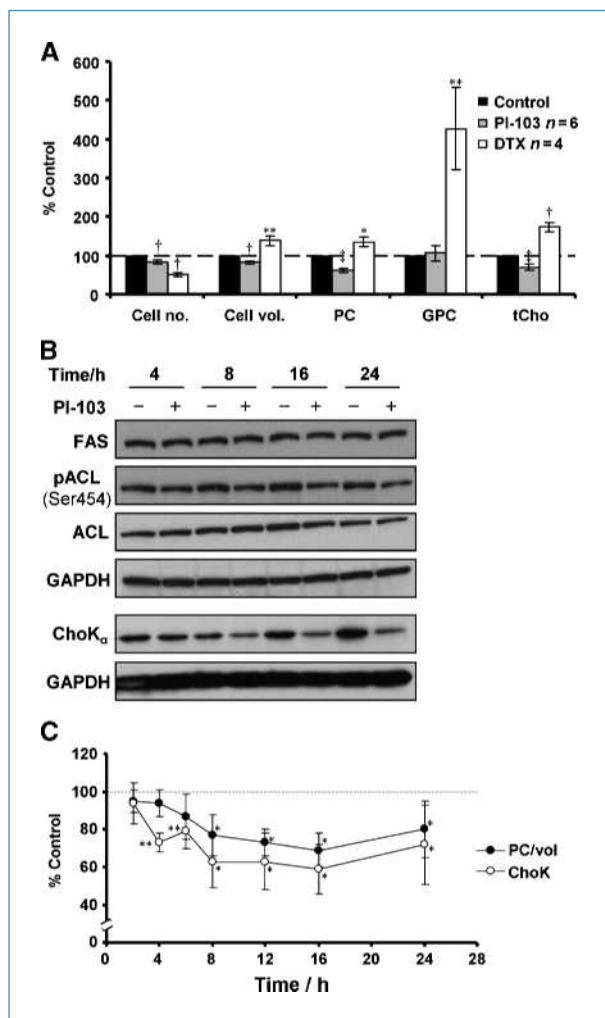 A
600
500
400
300
200
100
0
% Control
Control
PI-103 n = 6
DTX n = 4
† † † ** ‡ * ** ‡ †
Cell no. Cell vol. PC GPC tCho
B
Time/h 4 8 16 24
PI-103 − + − + − + − +
FAS
pACL
(Ser454)
ACL
GAPDH
ChoKα
GAPDH
C
120
100
80
60
40
0
% Control
** ** * * * * * * * *
PC/vol
ChoK
0 4 8 12 16 20 24 28
Time / h